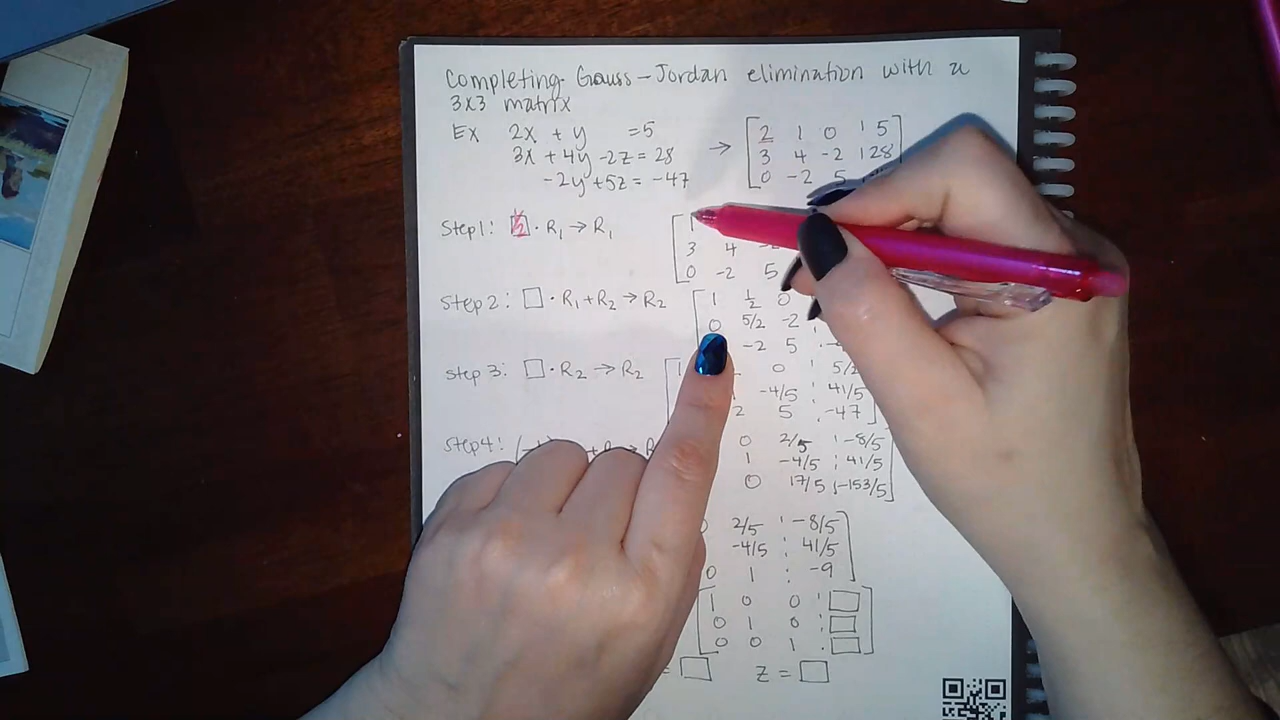 Completing Gauss-Jordan elimination with a
3x3 matrix
Ex 2x + y = 5
3x + 4y - 2z = 28
-2y + 5z = -47
→ [ 2 1 0 | 5 ]
3 4 -2 | 28
0 -2 5
Step 1: 1/2 · R1 → R1
[ 1
3 4 -2
0 -2 5
Step 2: □ · R1 + R2 → R2
[ 1 1/2 0
0 5/2 -2
-2 5
Step 3: □ · R2 → R2
[ 1 0 5/2
-4/5 41/5
2 5 -47 ]
Step 4:
0 2/5 -8/5
1 -4/5 41/5
0 17/5 -153/5 ]
2/5 -8/5
-4/5 41/5
0 1 -9 ]
[ 1 0 0 □
0 1 0 □
0 0 1 □ ]
= □ z = □